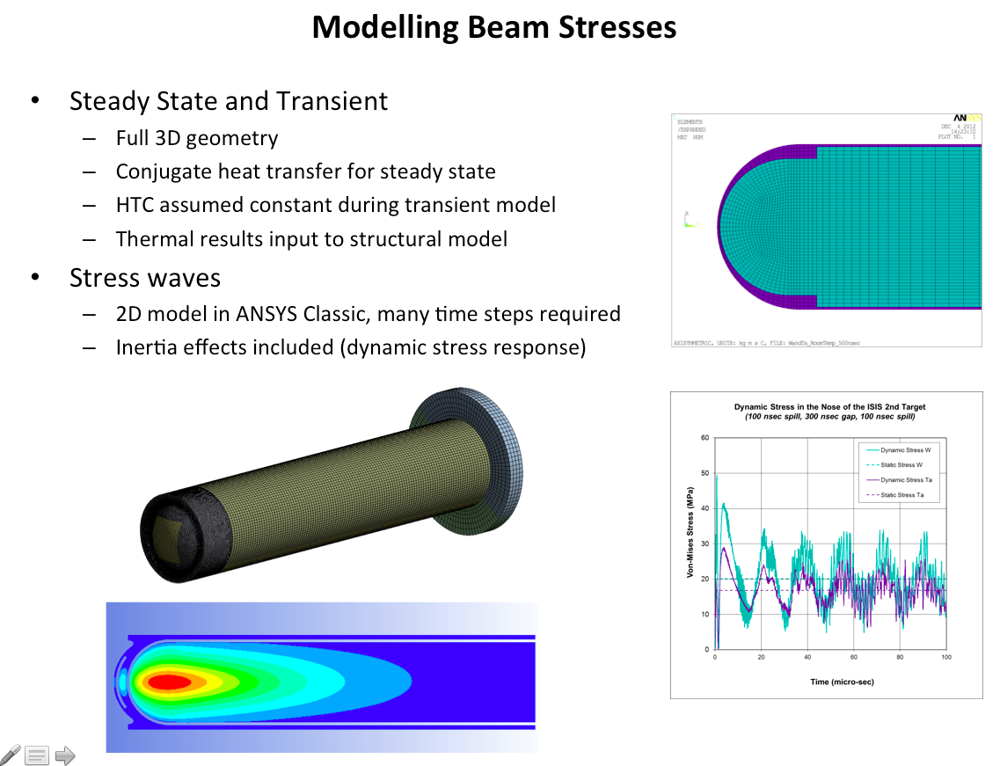 Modelling Beam Stresses
• Steady State and Transient
– Full 3D geometry
– Conjugate heat transfer for steady state
– HTC assumed constant during transient model
– Thermal results input to structural model
• Stress waves
– 2D model in ANSYS Classic, many time steps required
– Inertia effects included (dynamic stress response)
1
ELEMENTS
/EXPANDED
MAT NUM
ANSYS
DEC 4 2012
14:23:10
PLOT NO. 1
AXISYMMETRIC, UNITS: kg m s C, FILE: WandTa_RoomTemp_500nsec
Dynamic Stress in the Nose of the ISIS 2nd Target
(100 nsec spill, 300 nsec gap, 100 nsec spill)
Von-Mises Stress (MPa)
60
50
40
30
20
10
0
Dynamic Stress W
Static Stress W
Dynamic Stress Ta
Static Stress Ta
0 20 40 60 80 100
Time (micro-sec)